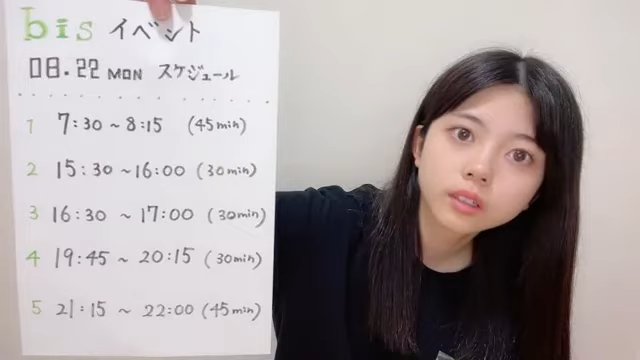 bis イベント
08.22 MON スケジュール
1 7:30 ~ 8:15 (45min)
2 15:30 ~16:00 (30min)
3 16:30 ~ 17:00 (30min)
4 19:45 ~ 20:15 (30min)
5 21:15 ~ 22:00 (45min)